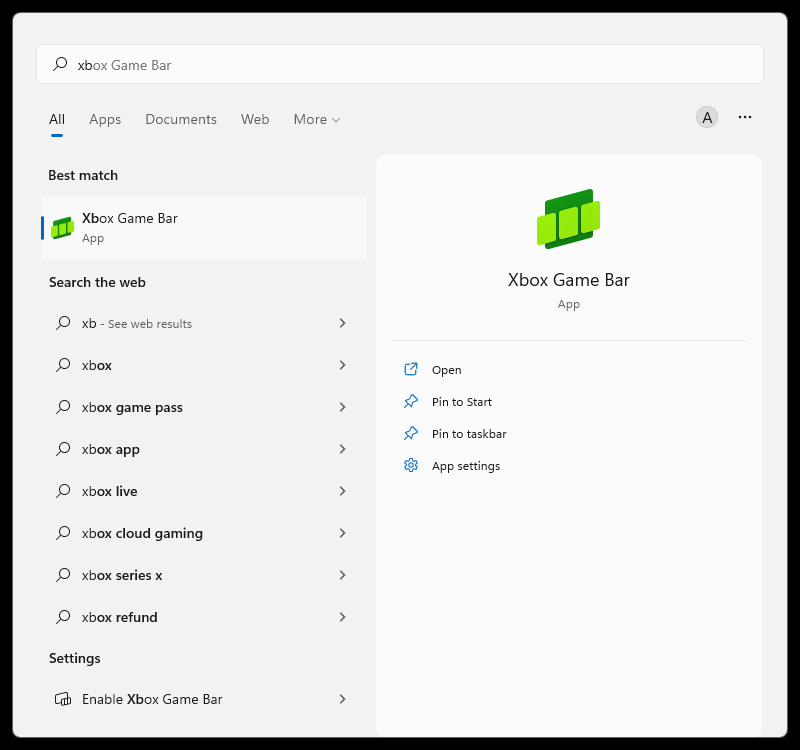 xbox Game Bar
All Apps Documents Web More A ...
Best match
Xbox Game Bar
App
Search the web
xb - See web results
xbox
xbox game pass
xbox app
xbox live
xbox cloud gaming
xbox series x
xbox refund
Settings
Enable Xbox Game Bar
Xbox Game Bar
App
Open
Pin to Start
Pin to taskbar
App settings